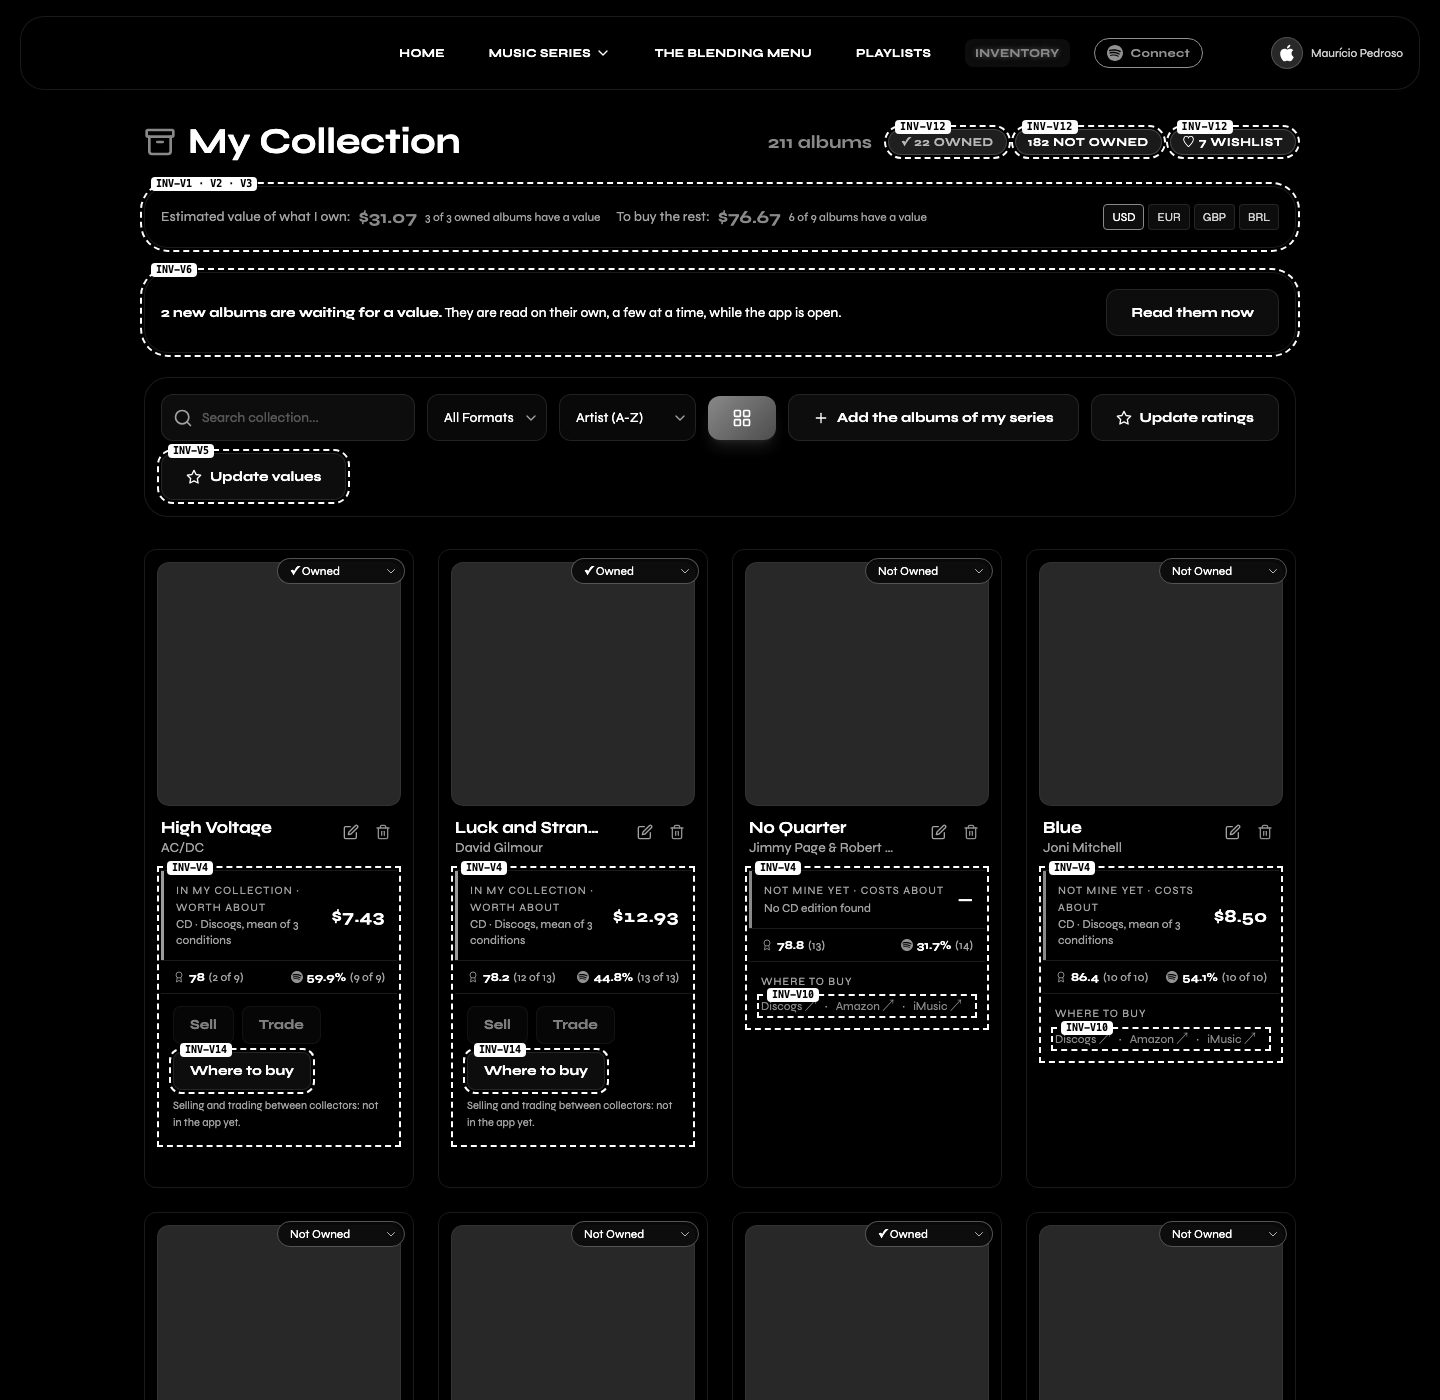 HOME MUSIC SERIES THE BLENDING MENU PLAYLISTS INVENTORY Connect Maurício Pedroso
My Collection
211 albums
INV-V12 INV-V12 INV-V12
✓ 22 OWNED 182 NOT OWNED ♡ 7 WISHLIST
INV-V1 · V2 · V3
Estimated value of what I own: $31.07 3 of 3 owned albums have a value To buy the rest: $76.67 6 of 9 albums have a value USD EUR GBP BRL
INV-V6
2 new albums are waiting for a value. They are read on their own, a few at a time, while the app is open. Read them now
Search collection... All Formats Artist (A-Z) + Add the albums of my series Update ratings
INV-V5
Update values
✓ Owned
High Voltage
AC/DC
INV-V4
IN MY COLLECTION ·
WORTH ABOUT
CD · Discogs, mean of 3
conditions
$7.43
78 (2 of 9) 59.9% (9 of 9)
Sell Trade
INV-V14
Where to buy
Selling and trading between collectors: not
in the app yet.
✓ Owned
Luck and Stran...
David Gilmour
INV-V4
IN MY COLLECTION ·
WORTH ABOUT
CD · Discogs, mean of 3
conditions
$12.93
78.2 (12 of 13) 44.8% (13 of 13)
Sell Trade
INV-V14
Where to buy
Selling and trading between collectors: not
in the app yet.
Not Owned
No Quarter
Jimmy Page & Robert ...
INV-V4
NOT MINE YET · COSTS ABOUT
No CD edition found
—
78.8 (13) 31.7% (14)
WHERE TO BUY
INV-V10
Discogs ↗ · Amazon ↗ · iMusic ↗
Not Owned
Blue
Joni Mitchell
INV-V4
NOT MINE YET · COSTS
ABOUT
CD · Discogs, mean of 3
conditions
$8.50
86.4 (10 of 10) 54.1% (10 of 10)
WHERE TO BUY
INV-V10
Discogs ↗ · Amazon ↗ · iMusic ↗
Not Owned
Not Owned
✓ Owned
Not Owned